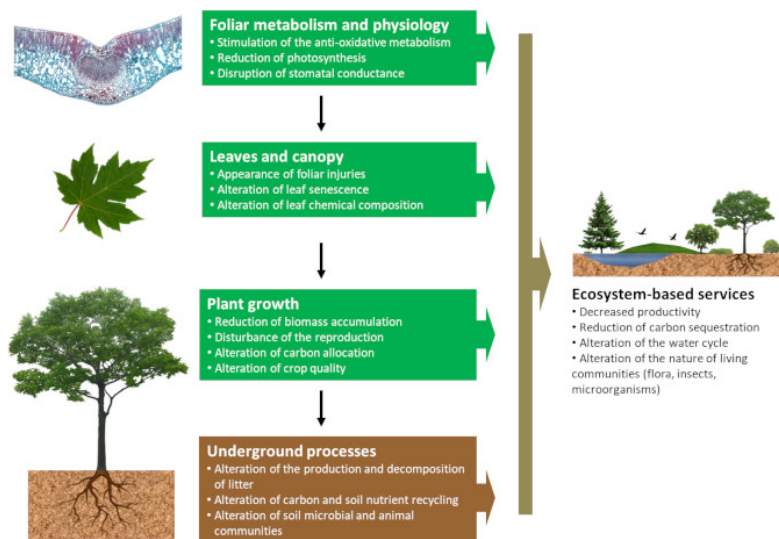 Foliar metabolism and physiology
• Stimulation of the anti-oxidative metabolism
• Reduction of photosynthesis
• Disruption of stomatal conductance
Leaves and canopy
• Appearance of foliar injuries
• Alteration of leaf senescence
• Alteration of leaf chemical composition
Plant growth
• Reduction of biomass accumulation
• Disturbance of the reproduction
• Alteration of carbon allocation
• Alteration of crop quality
Underground processes
• Alteration of the production and decomposition
of litter
• Alteration of carbon and soil nutrient recycling
• Alteration of soil microbial and animal
communities
Ecosystem-based services
• Decreased productivity
• Reduction of carbon sequestration
• Alteration of the water cycle
• Alteration of the nature of living
communities (flora, insects,
microorganisms)